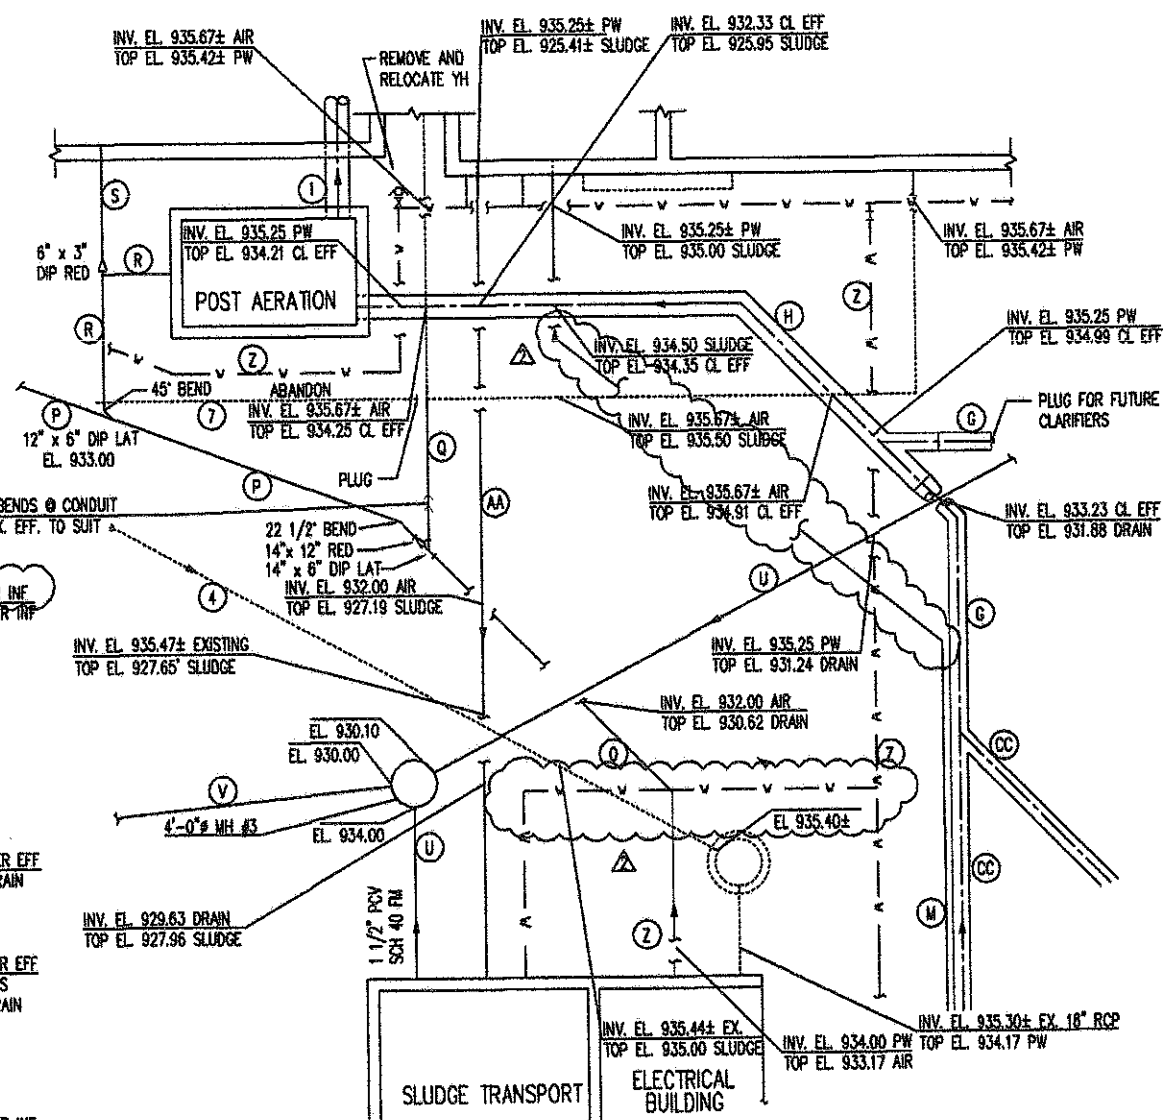 INV. EL. 935.67± AIR
TOP EL. 935.42± PW
REMOVE AND
RELOCATE YH
INV. EL. 935.25± PW
TOP EL. 925.41± SLUDGE
INV. EL. 932.33 CL EFF
TOP EL. 925.95 SLUDGE
S
I
6" x 3"
DIP RED
R
INV. EL. 935.25 PW
TOP EL. 934.21 CL EFF
POST AERATION
INV. EL. 935.25± PW
TOP EL. 935.00 SLUDGE
INV. EL. 935.67± AIR
TOP EL. 935.42± PW
Z
H
R
Z
2
INV. EL. 934.50 SLUDGE
TOP EL. 934.35 CL EFF
INV. EL. 935.25 PW
TOP EL. 934.99 CL EFF
45° BEND
ABANDON
P
7
INV. EL. 935.67± AIR
TOP EL. 934.25 CL EFF
INV. EL. 935.67± AIR
TOP EL. 935.50 SLUDGE
G
PLUG FOR FUTURE
CLARIFIERS
12" x 6" DIP LAT
EL. 933.00
Q
P
PLUG
AA
INV. EL. 935.67± AIR
TOP EL. 934.91 CL EFF
INV. EL. 933.23 CL EFF
TOP EL. 931.88 DRAIN
BENDS @ CONDUIT
EFF. TO SUIT
22 1/2° BEND
14"x 12" RED
14"x 6" DIP LAT
INV. EL. 932.00 AIR
TOP EL. 927.19 SLUDGE
4
U
G
INF
INF
INV. EL. 935.47± EXISTING
TOP EL. 927.65' SLUDGE
INV. EL. 935.25 PW
TOP EL. 931.24 DRAIN
INV. EL. 932.00 AIR
TOP EL. 930.62 DRAIN
EL 930.10
EL. 930.00
Q
Z
CC
V
4'-0"ø MH #3
EL 934.00
EL 935.40±
U
2
ER EFF
RAIN
CC
M
INV. EL. 929.63 DRAIN
TOP EL. 927.96 SLUDGE
1 1/2" PCV
SCH 40 FM
Z
R EFF
S
RAIN
INV. EL. 935.44± EX.
TOP EL. 935.00 SLUDGE
INV. EL. 934.00 PW
TOP EL. 933.17 AIR
INV. EL. 935.30± EX. 18" RCP
TOP EL. 934.17 PW
SLUDGE TRANSPORT
ELECTRICAL
BUILDING